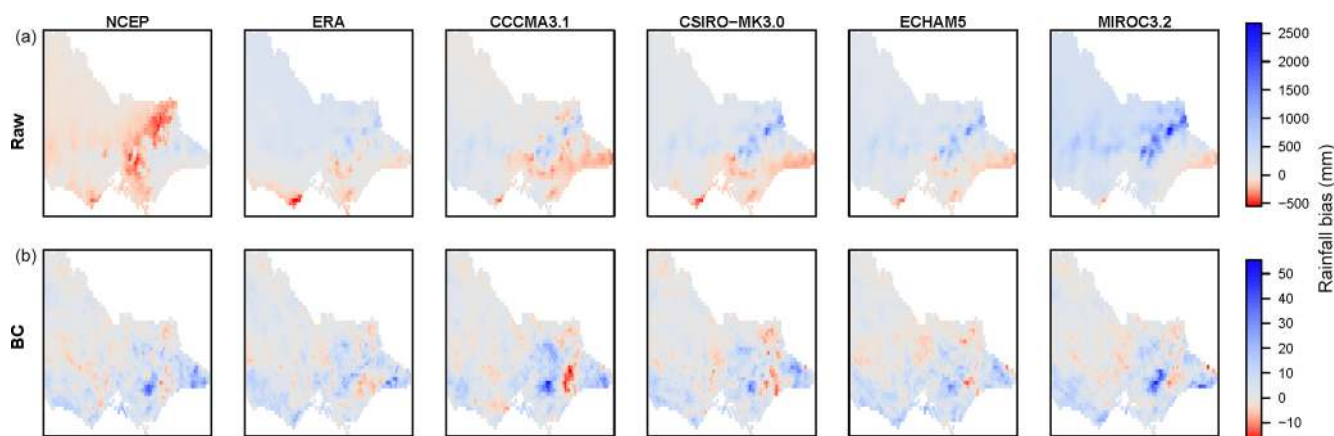 NCEP ERA CCCMA3.1 CSIRO−MK3.0 ECHAM5 MIROC3.2
(a)
Raw
2500
2000
1500
1000
500
0
−500
Rainfall bias (mm)
(b)
BC
50
40
30
20
10
0
−10